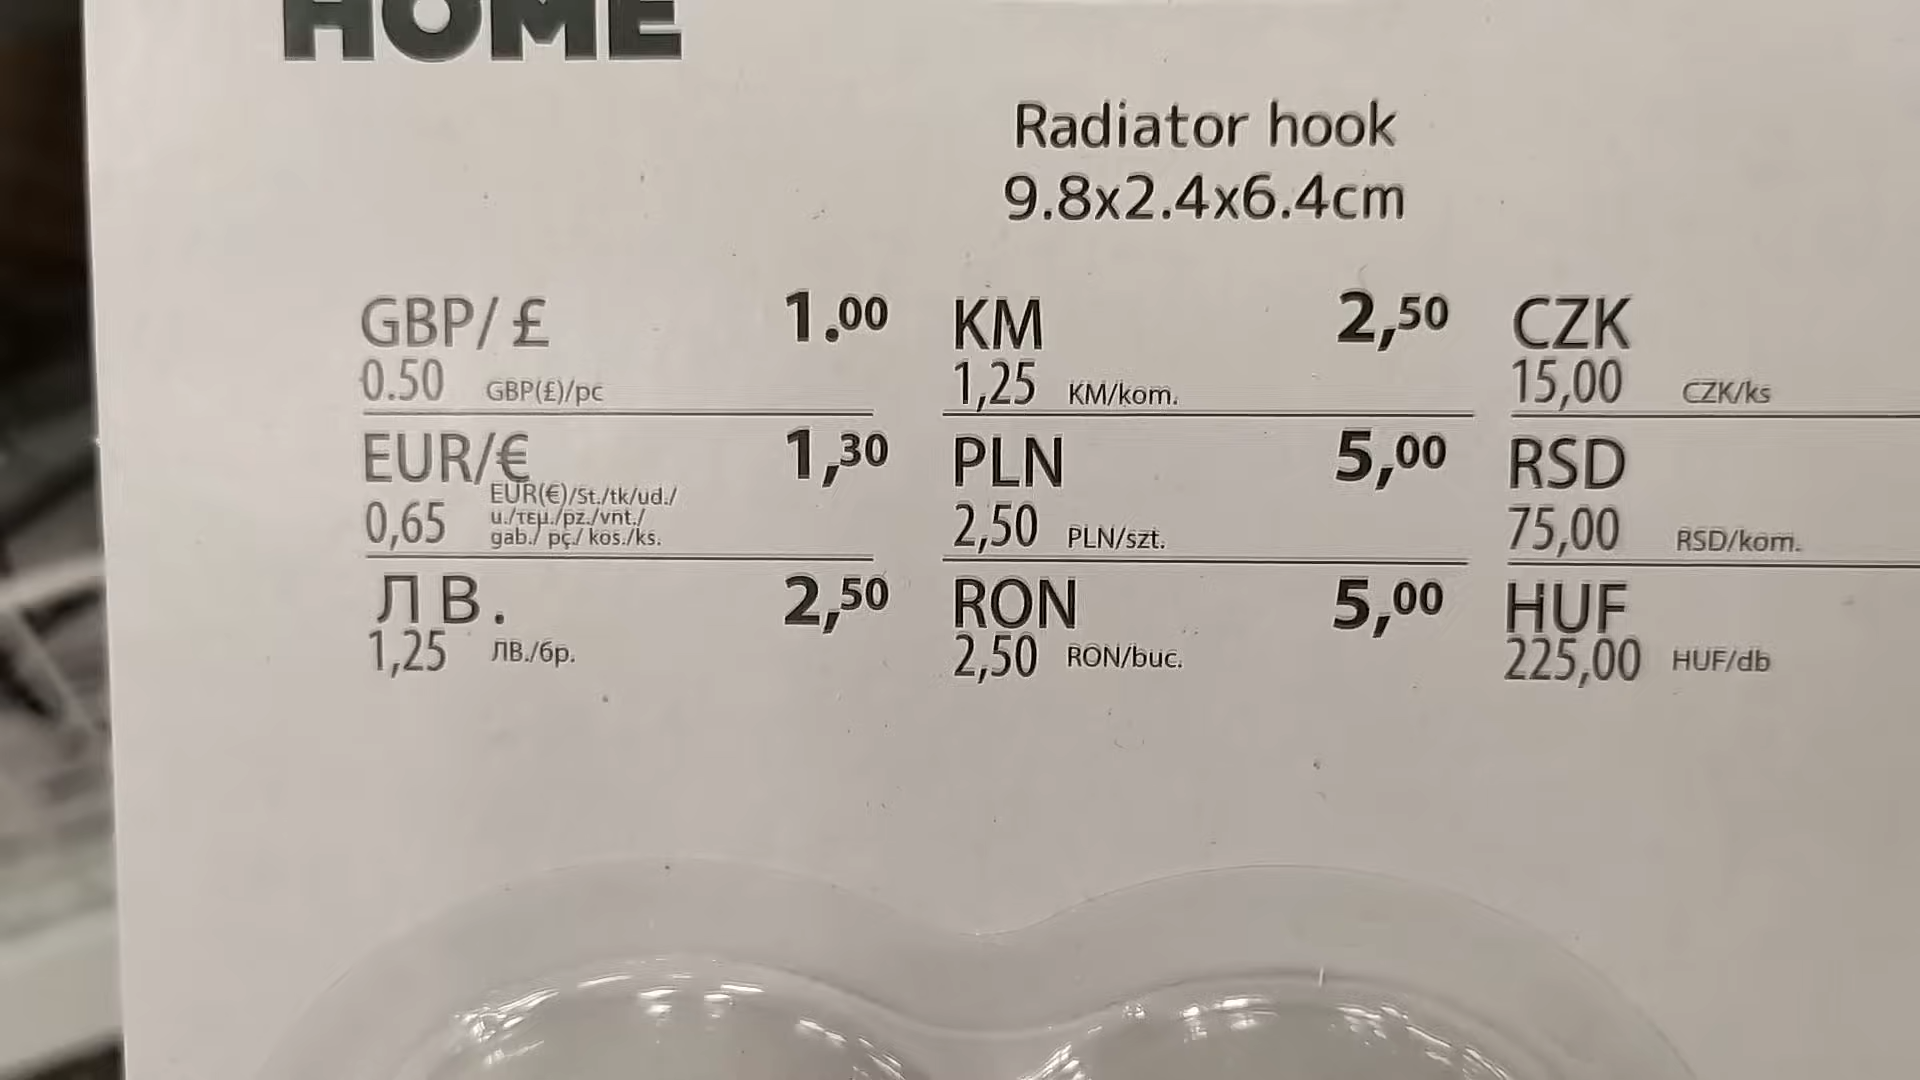 HOME
Radiator hook
9.8x2.4x6.4cm
GBP/£ 1.00
0.50 GBP(£)/pc
EUR/€ 1,30
0,65 EUR(€)/St./tk/ud./
u./τεμ./pz./vnt./
gab./ pç./ kos./ks.
ЛВ. 2,50
1,25 ЛВ./бр.
KM 2,50
1,25 KM/kom.
PLN 5,00
2,50 PLN/szt.
RON 5,00
2,50 RON/buc.
CZK
15,00 CZK/ks
RSD
75,00 RSD/kom.
HUF
225,00 HUF/db